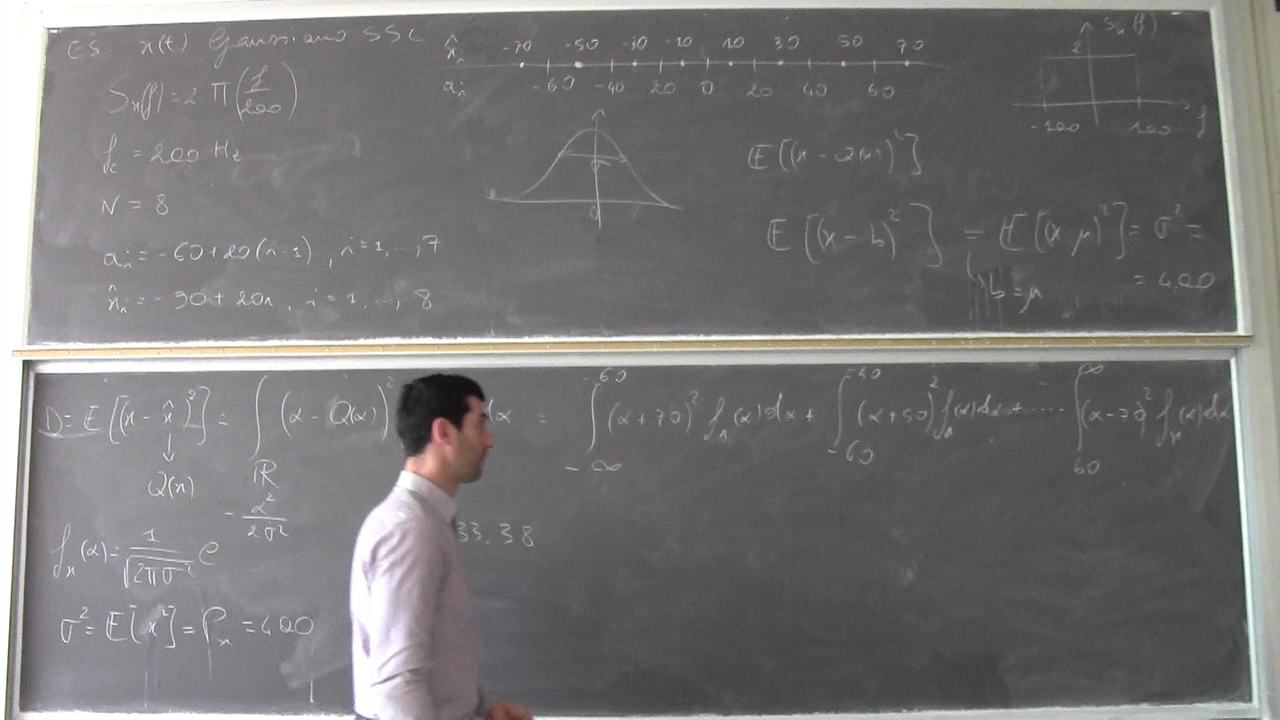 ES. x(t) Gaussiano SSL
Sx(f) = 2 Π(f/200)
fc = 200 Hz
N = 8
ai = -60+20(i-1), i=1,...,7
x̂i = -90+20i, i=1...,8
x̂i -70 -50 -30 -10 10 30 50 70
ai -60 -40 20 0 20 40 60
0
Sx(f)
2
-100 100 f
E[(x - Q(x))²]
E[(x - b)²] = E[(x-μ)²] = σ² =
b = μ = 400
D = E[(x - x̂)²] = ∫ (α - Q(α))² dα = ∫ (α+70)² fx(α)dα + ∫ (α+50)² fx(α)dα + .... ∫ (α-70)² fx(α)dα
-60 -40 ∞
-∞ -60 60
Q(x) ℝ
fx(α) = 1/√(2πσ²) e -α²/2σ²
33.38
σ² = E[x²] = Px = 400